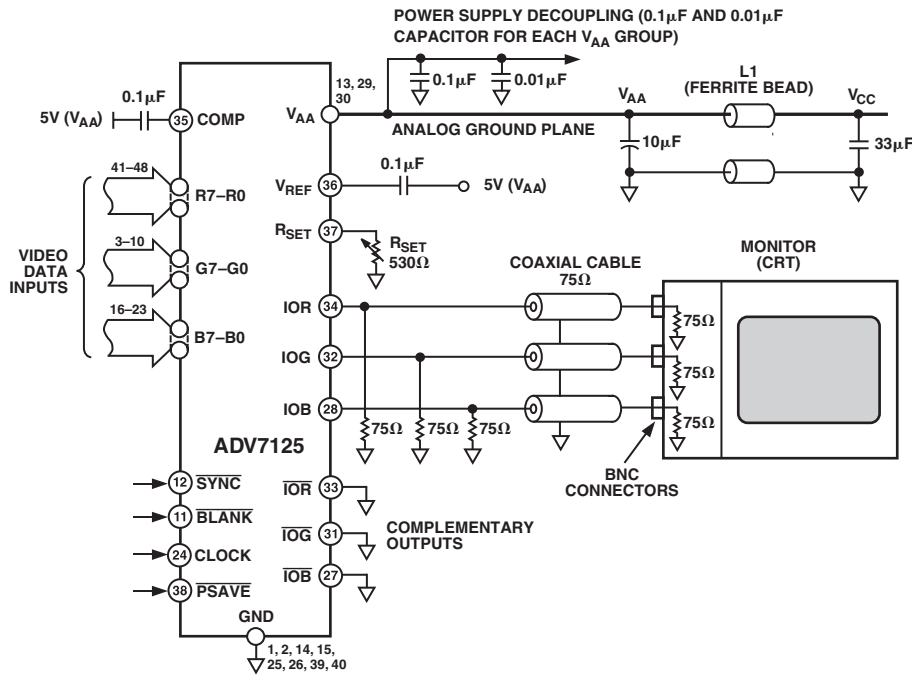 POWER SUPPLY DECOUPLING (0.1µF AND 0.01µF
CAPACITOR FOR EACH VAA GROUP)
0.1µF
0.01µF
13, 29,
30
VAA
ANALOG GROUND PLANE
VAA
L1
(FERRITE BEAD)
VCC
10µF
33µF
0.1µF
5V (VAA)
35
COMP
41–48
R7–R0
3–10
G7–G0
16–23
B7–B0
VIDEO
DATA
INPUTS
VREF
36
0.1µF
5V (VAA)
RSET
37
RSET
530Ω
IOR
34
IOG
32
IOB
28
75Ω
75Ω
75Ω
COAXIAL CABLE
75Ω
MONITOR
(CRT)
75Ω
75Ω
75Ω
BNC
CONNECTORS
ADV7125
12
SYNC
11
BLANK
24
CLOCK
38
PSAVE
IOR
33
IOG
31
IOB
27
COMPLEMENTARY
OUTPUTS
GND
1, 2, 14, 15,
25, 26, 39, 40